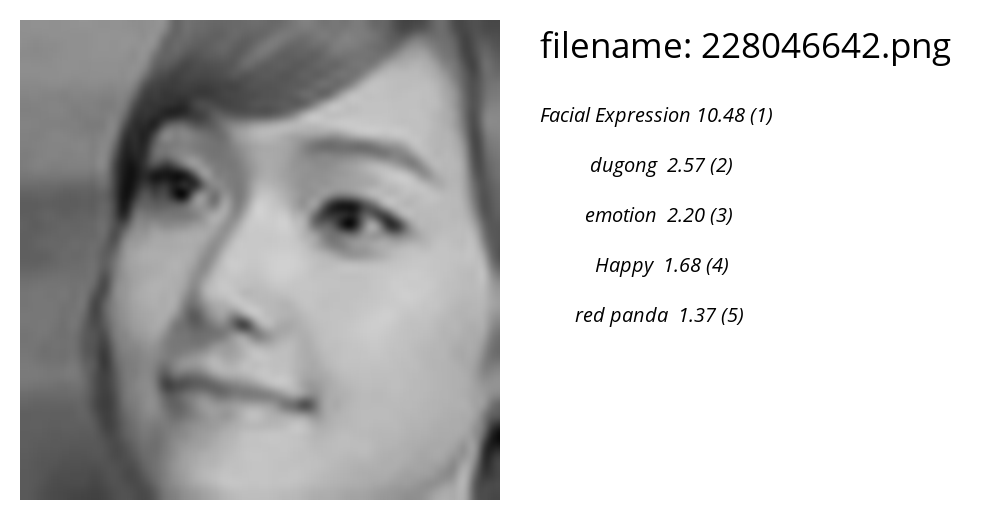 filename: 228046642.png
Facial Expression 10.48 (1)
dugong 2.57 (2)
emotion 2.20 (3)
Happy 1.68 (4)
red panda 1.37 (5)